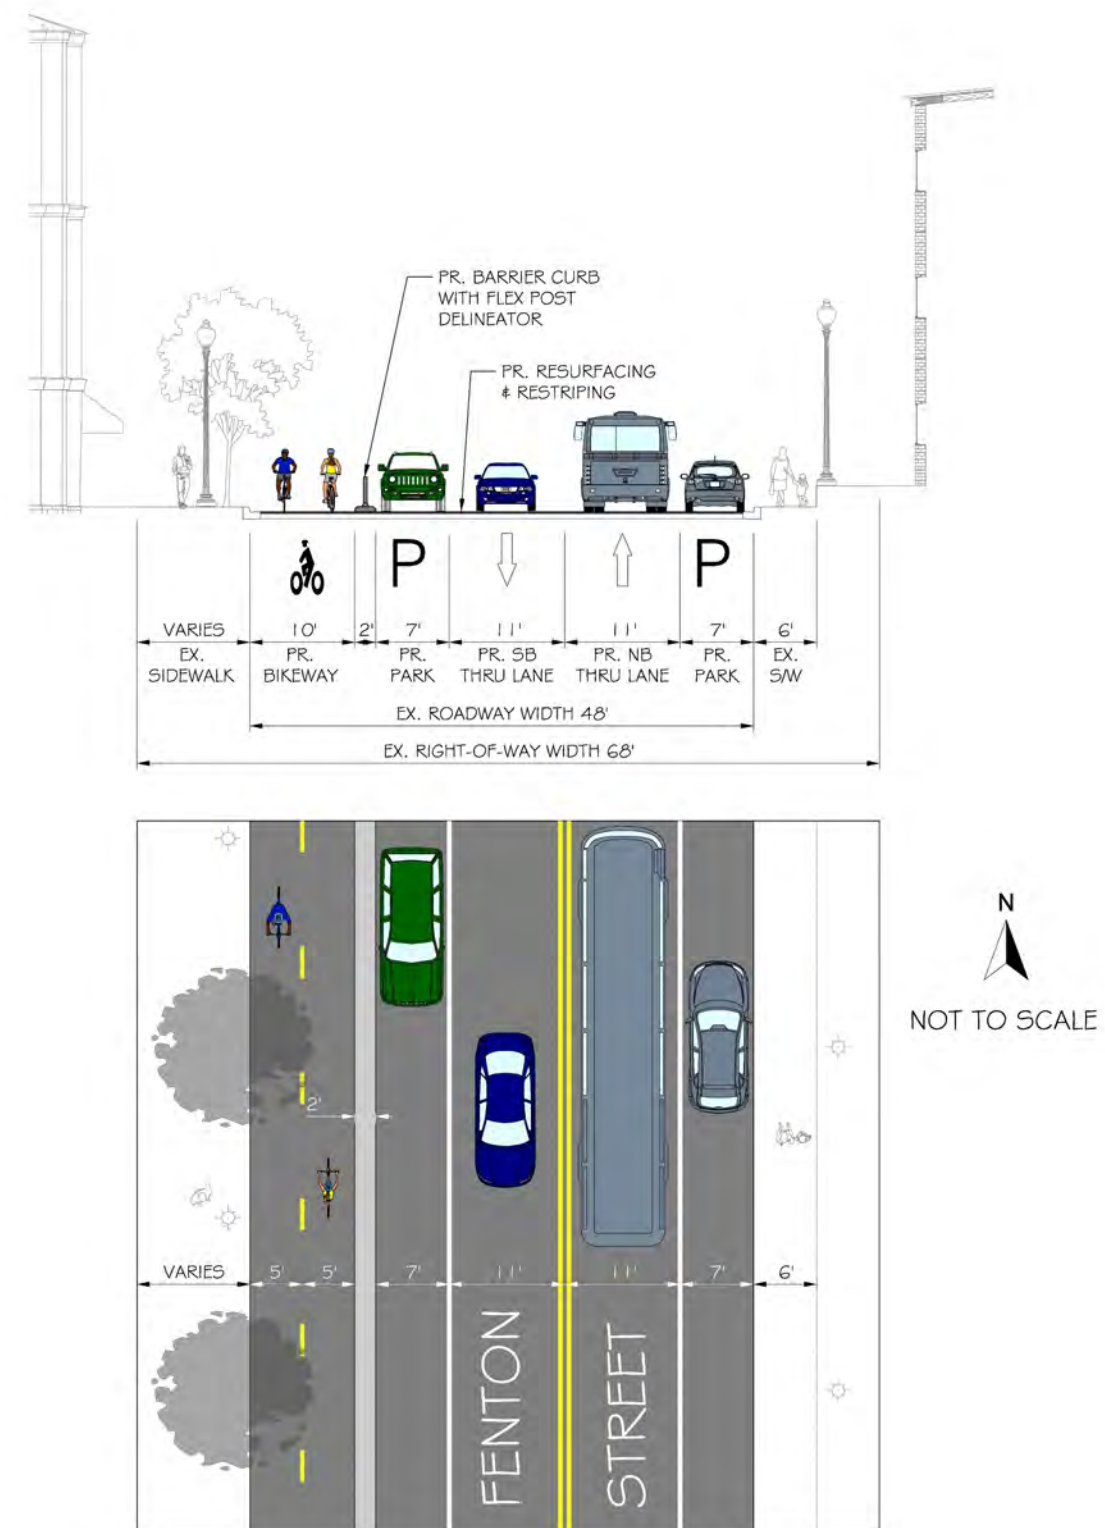 PR. BARRIER CURB
WITH FLEX POST
DELINEATOR
PR. RESURFACING
& RESTRIPING
P P
VARIES 10' 2' 7' 11' 11' 7' 6'
EX. SIDEWALK
PR. BIKEWAY
PR. PARK
PR. SB THRU LANE
PR. NB THRU LANE
PR. PARK
EX. S/W
EX. ROADWAY WIDTH 48'
EX. RIGHT-OF-WAY WIDTH 68'
N
NOT TO SCALE
2'
VARIES 5' 5' 7' 11' 11' 7' 6'
FENTON
STREET